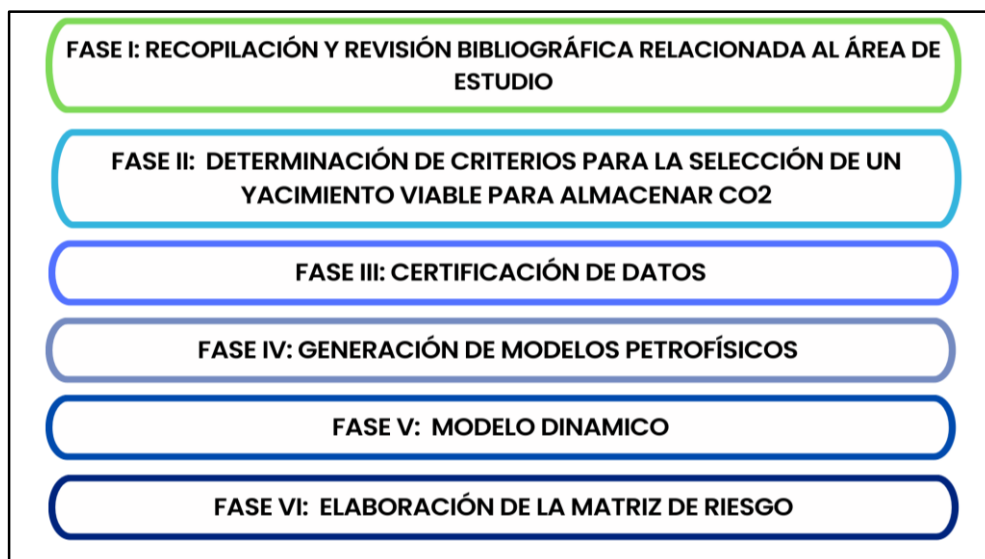 FASE I: RECOPILACIÓN Y REVISIÓN BIBLIOGRÁFICA RELACIONADA AL ÁREA DE
ESTUDIO
FASE II: DETERMINACIÓN DE CRITERIOS PARA LA SELECCIÓN DE UN
YACIMIENTO VIABLE PARA ALMACENAR CO2
FASE III: CERTIFICACIÓN DE DATOS
FASE IV: GENERACIÓN DE MODELOS PETROFÍSICOS
FASE V: MODELO DINAMICO
FASE VI: ELABORACIÓN DE LA MATRIZ DE RIESGO